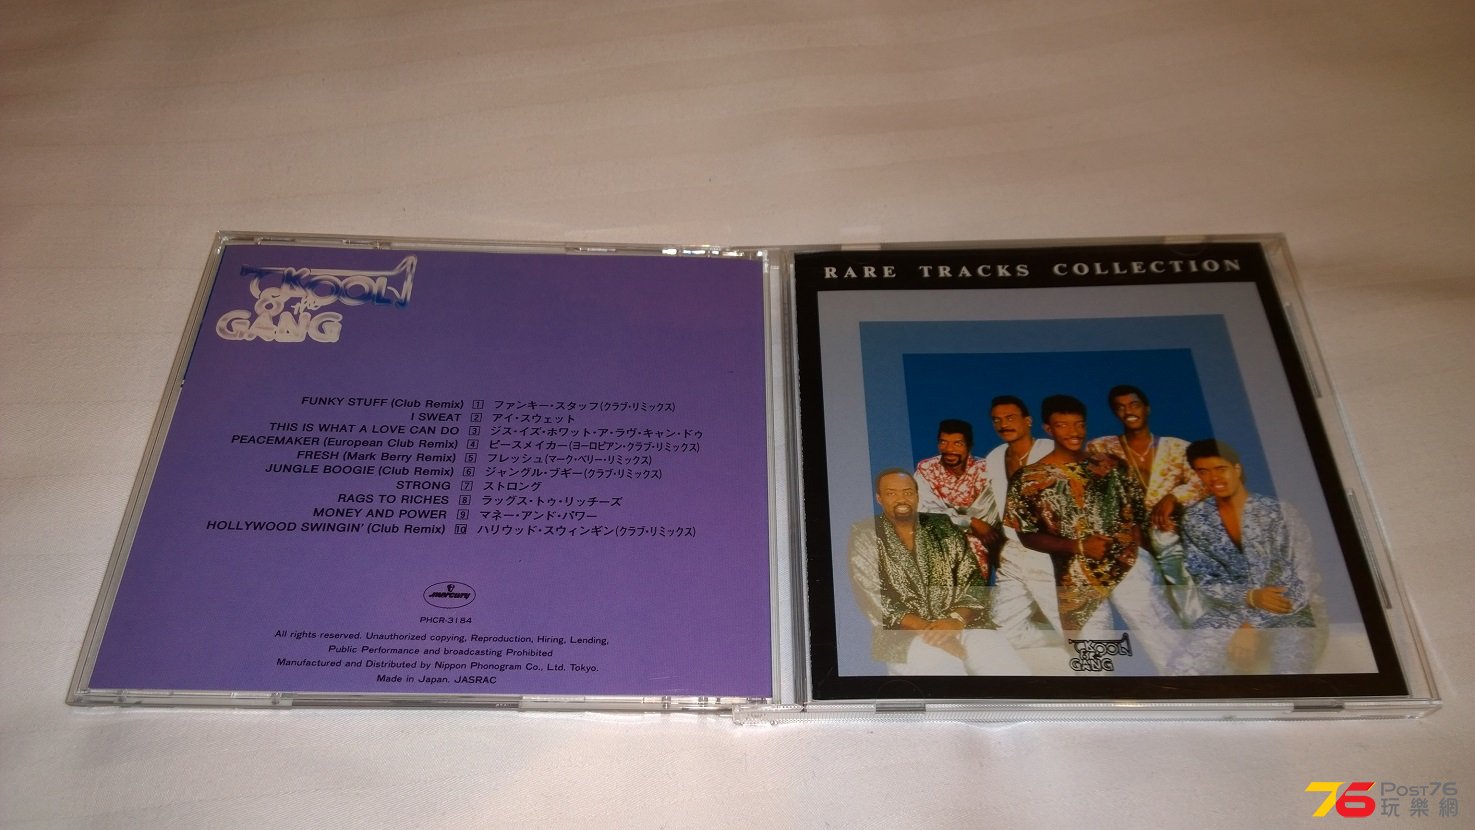 KOOL
& the
GANG
FUNKY STUFF (Club Remix) 1 ファンキー・スタッフ(クラブ・リミックス)
I SWEAT 2 アイ・スウェット
THIS IS WHAT A LOVE CAN DO 3 ジス・イズ・ホワット・ア・ラヴ・キャン・ドゥ
PEACEMAKER (European Club Remix) 4 ピースメイカー(ヨーロピアン・クラブ・リミックス)
FRESH (Mark Berry Remix) 5 フレッシュ(マーク・ベリー・リミックス)
JUNGLE BOOGIE (Club Remix) 6 ジャングル・ブギー(クラブ・リミックス)
STRONG 7 ストロング
RAGS TO RICHES 8 ラッグス・トゥ・リッチーズ
MONEY AND POWER 9 マネー・アンド・パワー
HOLLYWOOD SWINGIN' (Club Remix) 10 ハリウッド・スウィンギン(クラブ・リミックス)
mercury
PHCR-3184
All rights reserved. Unauthorized copying, Reproduction, Hiring, Lending,
Public Performance and broadcasting Prohibited
Manufactured and Distributed by Nippon Phonogram Co., Ltd. Tokyo.
Made in Japan. JASRAC
RARE TRACKS COLLECTION
KOOL
& the
GANG
76 Post76
玩樂網